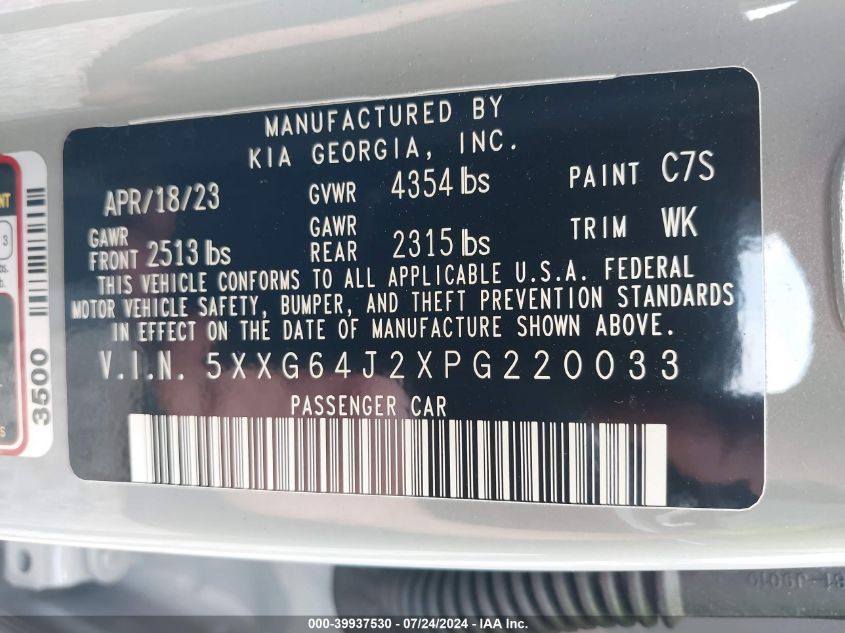 MANUFACTURED BY
KIA GEORGIA, INC.
APR/18/23 GVWR 4354 lbs PAINT C7S
GAWR FRONT 2513 lbs GAWR REAR 2315 lbs TRIM WK
THIS VEHICLE CONFORMS TO ALL APPLICABLE U.S.A. FEDERAL
MOTOR VEHICLE SAFETY, BUMPER, AND THEFT PREVENTION STANDARDS
IN EFFECT ON THE DATE OF MANUFACTURE SHOWN ABOVE.
V.I.N. 5XXG64J2XPG220033
PASSENGER CAR
3500
000-39937530 - 07/24/2024 - IAA Inc.